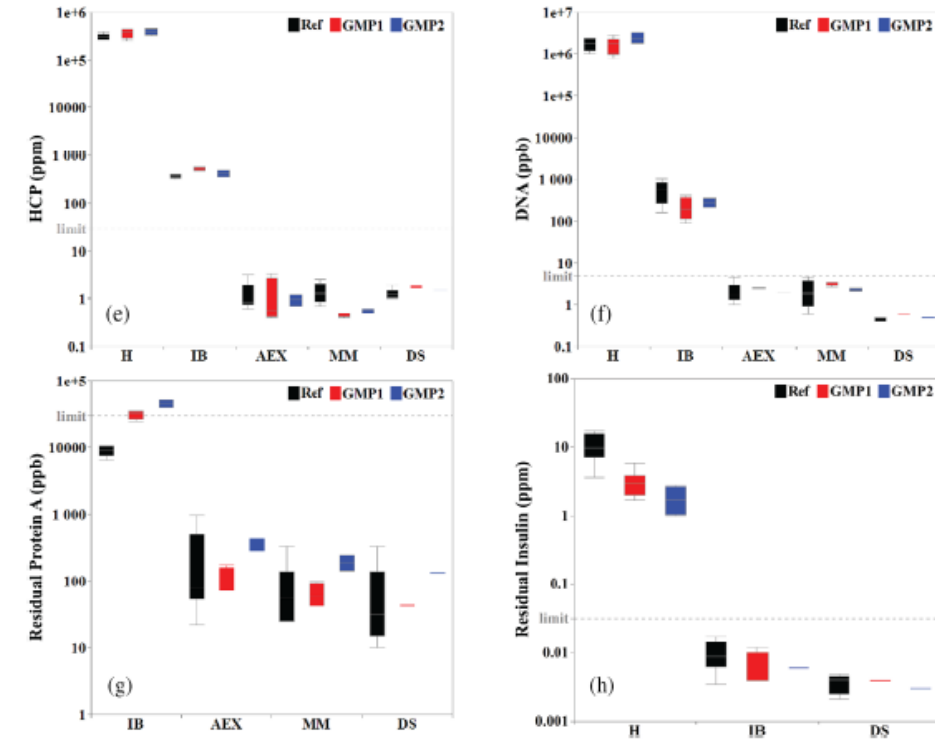 1e+6
Ref GMP1 GMP2
1e+5
10000
1 000
100
limit
10
1
0.1
HCP (ppm)
(e)
H IB AEX MM DS
1e+7
Ref GMP1 GMP2
1e+6
1e+5
10000
1 000
100
10
limit
1
0.1
DNA (ppb)
(f)
H IB AEX MM DS
1e+5
Ref GMP1 GMP2
limit
10000
1 000
100
10
1
Residual Protein A (ppb)
(g)
IB AEX MM DS
100
Ref GMP1 GMP2
10
1
0.1
limit
0.01
0.001
Residual Insulin (ppm)
(h)
H IB DS